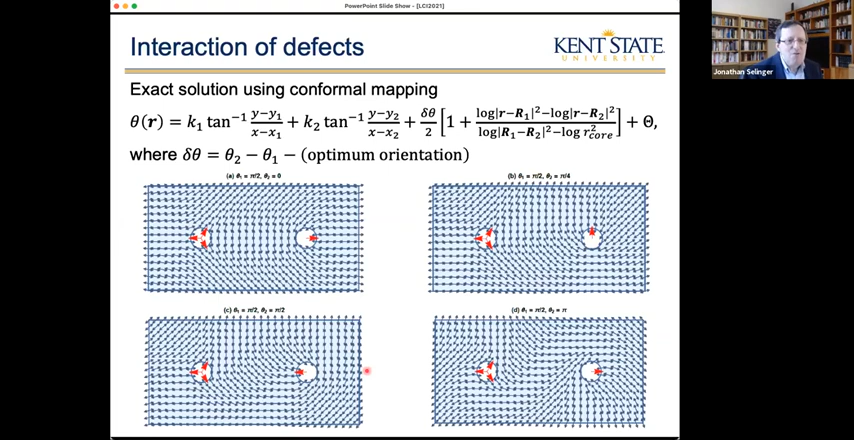 PowerPoint Slide Show - [LCI2021]
Interaction of defects
KENT STATE
UNIVERSITY
Jonathan Selinger
Exact solution using conformal mapping
θ(r) = k₁ tan⁻¹ (y−y₁)/(x−x₁) + k₂ tan⁻¹ (y−y₂)/(x−x₂) + δθ/2 [1 + (log|r−R₁|²−log|r−R₂|²)/(log|R₁−R₂|²−log r²core)] + Θ,
where δθ = θ₂ − θ₁ − (optimum orientation)
(a) θ₁ = π/2, θ₂ = 0
(b) θ₁ = π/2, θ₂ = π/4
(c) θ₁ = π/2, θ₂ = π/2
(d) θ₁ = π/2, θ₂ = π